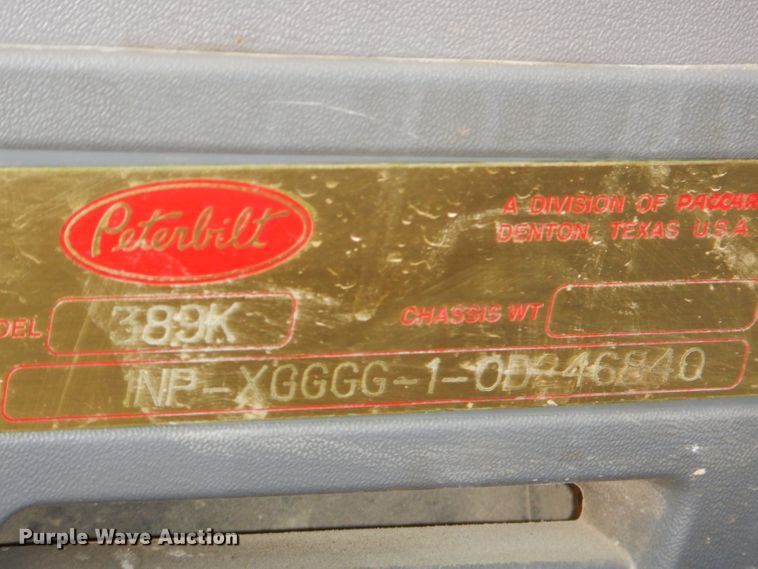 Peterbilt
A DIVISION OF PACCAR
DENTON, TEXAS U.S.A.
DEL 389K CHASSIS WT
1NP-XGGGG-1-0D246840
Purple Wave Auction®